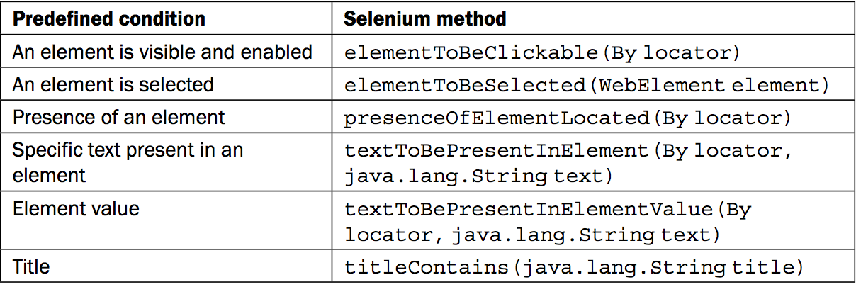 Predefined condition Selenium method
An element is visible and enabled elementToBeClickable(By locator)
An element is selected elementToBeSelected(WebElement element)
Presence of an element presenceOfElementLocated(By locator)
Specific text present in an textToBePresentInElement(By locator,
element java.lang.String text)
Element value textToBePresentInElementValue(By
locator, java.lang.String text)
Title titleContains(java.lang.String title)